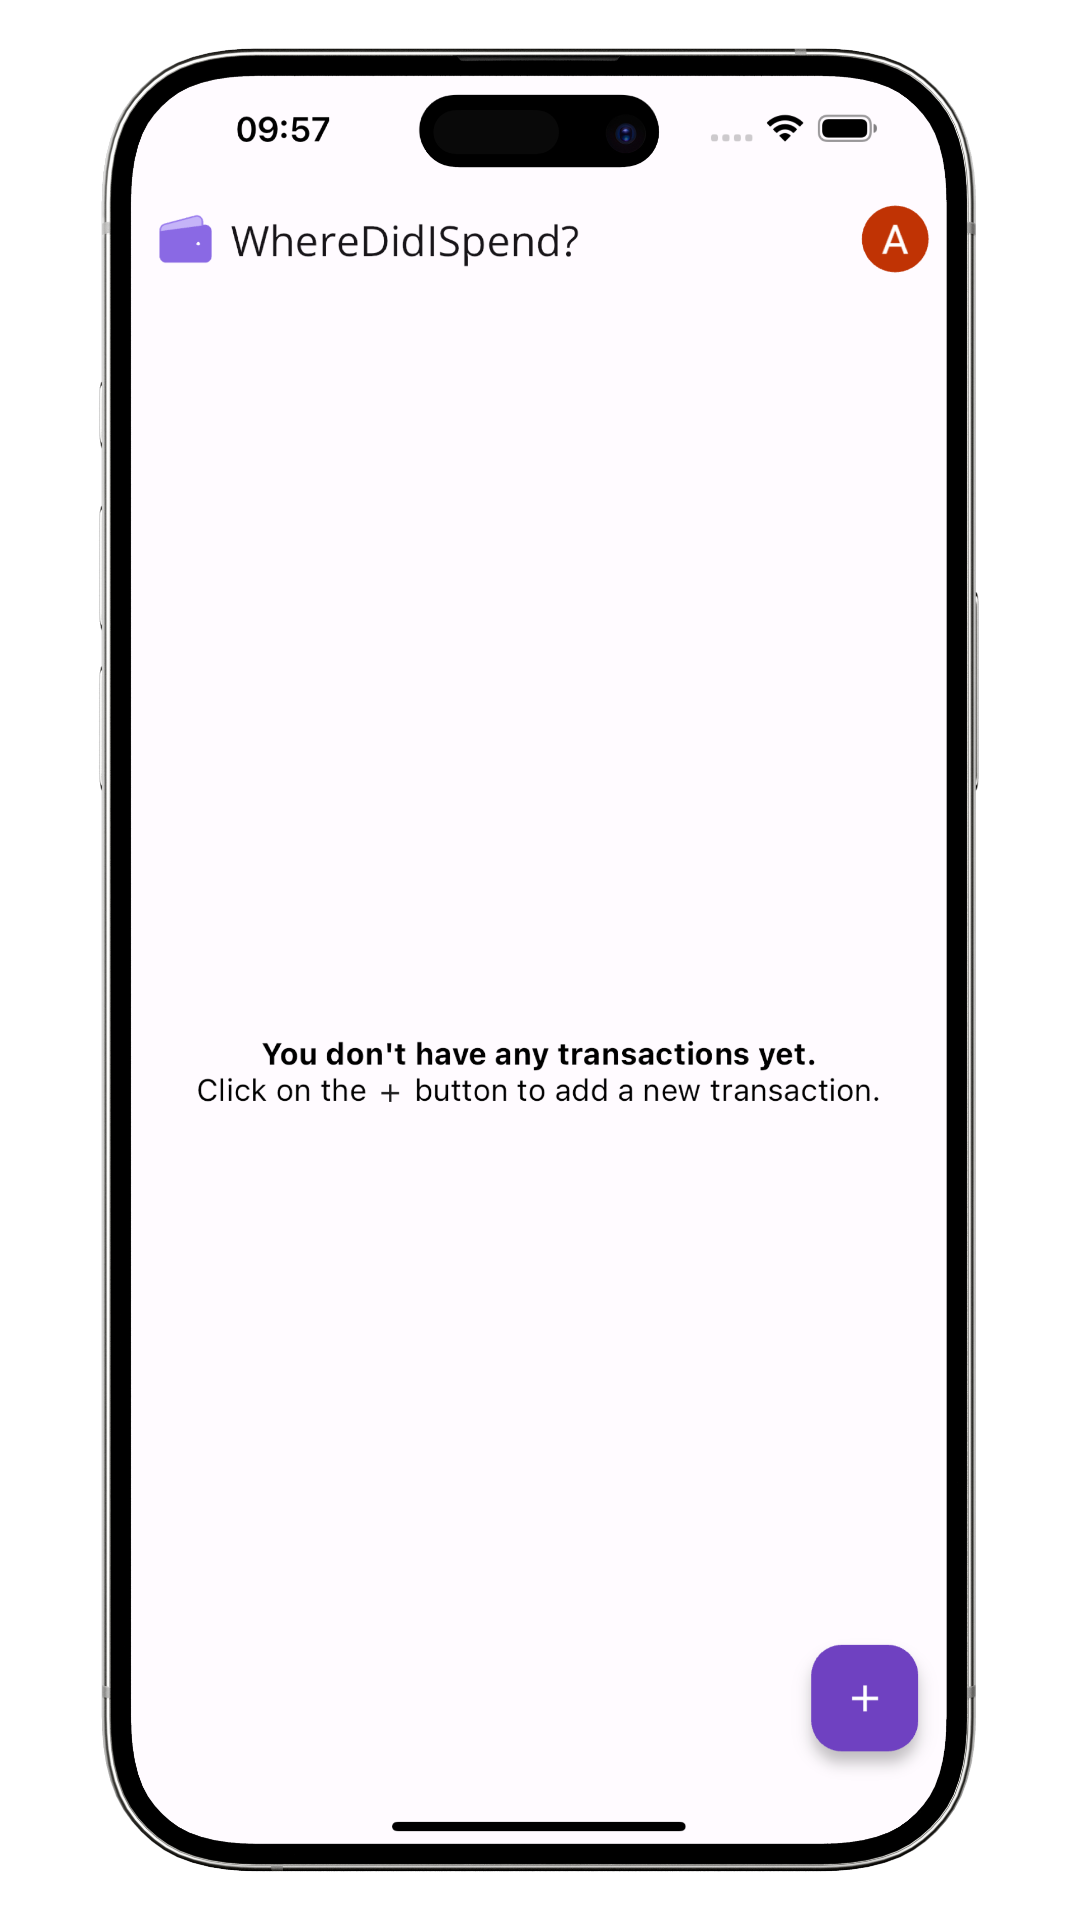 09:57
WhereDidISpend?
A
You don't have any transactions yet.
Click on the + button to add a new transaction.
+